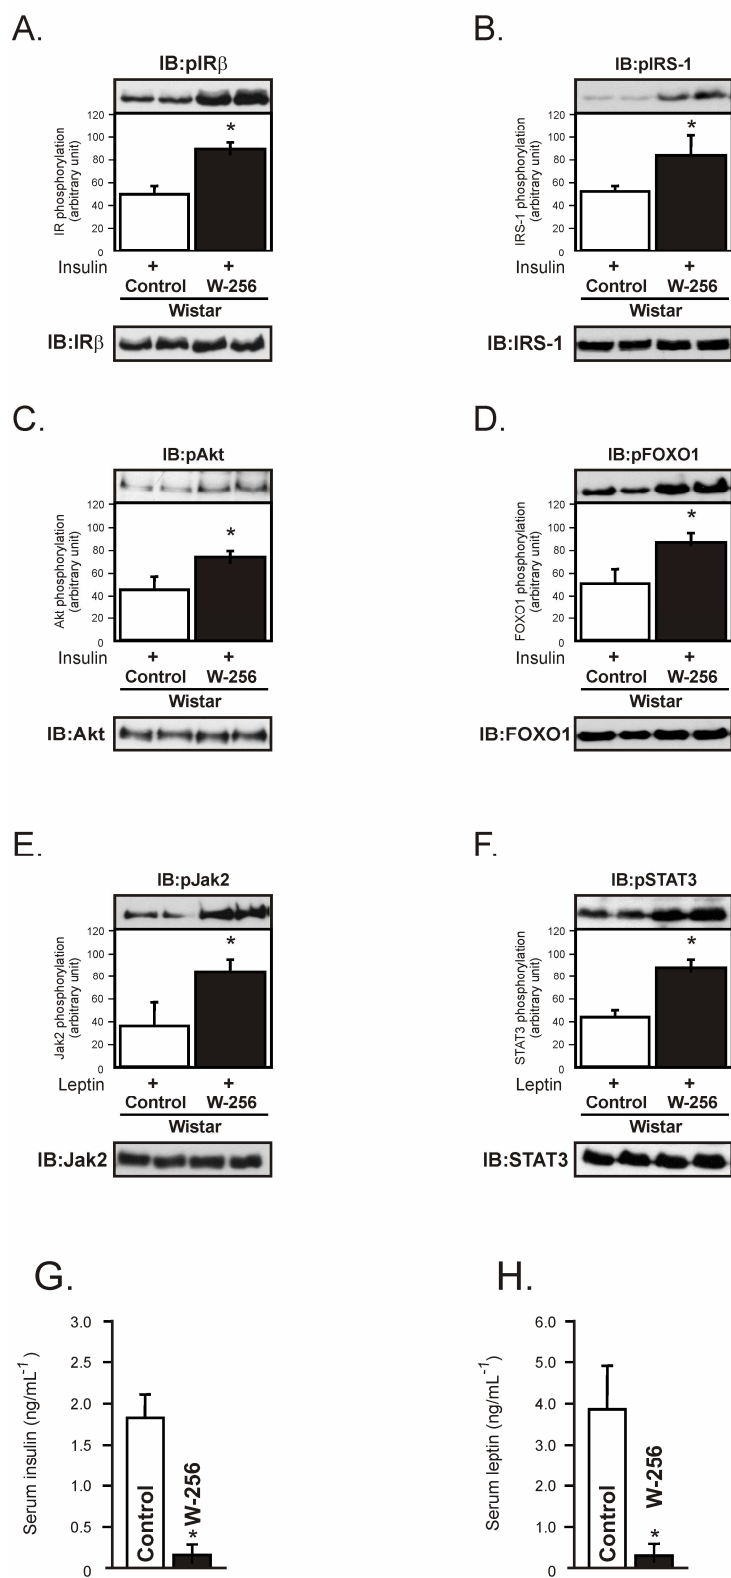 A.
IB:pIRβ
IR phosphorylation
(arbitrary unit)
120
100
80
60
40
20
0
*
Insulin + +
Control W-256
Wistar
IB:IRβ
B.
IB:pIRS-1
IRS-1 phosphorylation
(arbitrary unit)
120
100
80
60
40
20
0
*
Insulin + +
Control W-256
Wistar
IB:IRS-1
C.
IB:pAkt
Akt phosphorylation
(arbitrary unit)
120
100
80
60
40
20
0
*
Insulin + +
Control W-256
Wistar
IB:Akt
D.
IB:pFOXO1
FOXO1 phosphorylation
(arbitrary unit)
120
100
80
60
40
20
0
*
Insulin + +
Control W-256
Wistar
IB:FOXO1
E.
IB:pJak2
Jak2 phosphorylation
(arbitrary unit)
120
100
80
60
40
20
0
*
Leptin + +
Control W-256
Wistar
IB:Jak2
F.
IB:pSTAT3
STAT3 phosphorylation
(arbitrary unit)
120
100
80
60
40
20
0
*
Leptin + +
Control W-256
Wistar
IB:STAT3
G.
Serum insulin (ng/mL⁻¹)
3.0
2.5
2.0
1.5
1.0
0.5
0
Control
W-256
*
H.
Serum leptin (ng/mL⁻¹)
6.0
5.0
4.0
3.0
2.0
1.0
0
Control
W-256
*